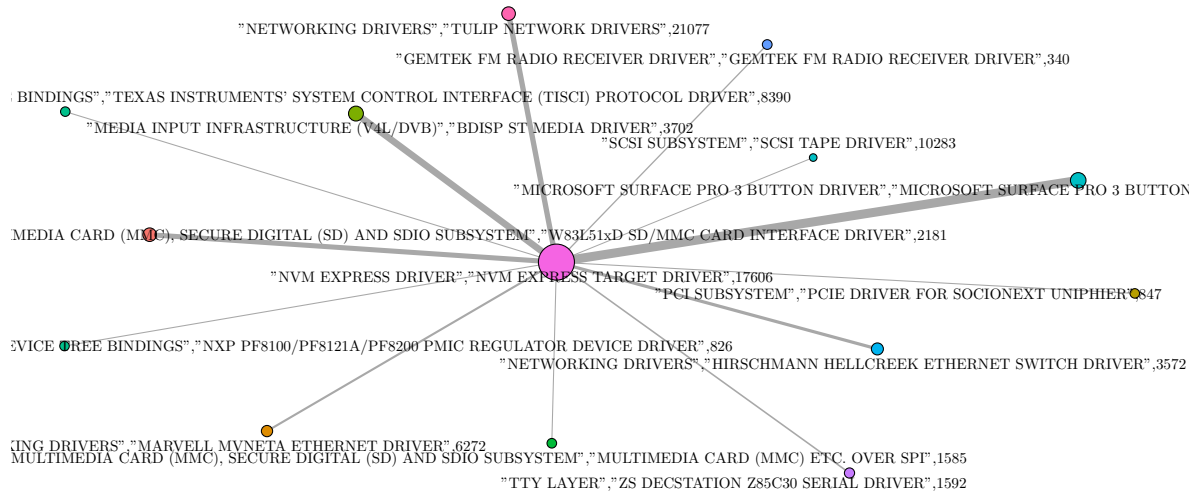 "NETWORKING DRIVERS","TULIP NETWORK DRIVERS",21077
"GEMTEK FM RADIO RECEIVER DRIVER","GEMTEK FM RADIO RECEIVER DRIVER",340
BINDINGS","TEXAS INSTRUMENTS' SYSTEM CONTROL INTERFACE (TISCI) PROTOCOL DRIVER",8390
"MEDIA INPUT INFRASTRUCTURE (V4L/DVB)","BDISP ST MEDIA DRIVER",3702
"SCSI SUBSYSTEM","SCSI TAPE DRIVER",10283
"MICROSOFT SURFACE PRO 3 BUTTON DRIVER","MICROSOFT SURFACE PRO 3 BUTTON
MEDIA CARD (MMC), SECURE DIGITAL (SD) AND SDIO SUBSYSTEM","W83L51xD SD/MMC CARD INTERFACE DRIVER",2181
"NVM EXPRESS DRIVER","NVM EXPRESS TARGET DRIVER",17606
"PCI SUBSYSTEM","PCIE DRIVER FOR SOCIONEXT UNIPHIER",847
EVICE TREE BINDINGS","NXP PF8100/PF8121A/PF8200 PMIC REGULATOR DEVICE DRIVER",826
"NETWORKING DRIVERS","HIRSCHMANN HELLCREEK ETHERNET SWITCH DRIVER",3572
KING DRIVERS","MARVELL MVNETA ETHERNET DRIVER",6272
MULTIMEDIA CARD (MMC), SECURE DIGITAL (SD) AND SDIO SUBSYSTEM","MULTIMEDIA CARD (MMC) ETC. OVER SPI",1585
"TTY LAYER","ZS DECSTATION Z85C30 SERIAL DRIVER",1592